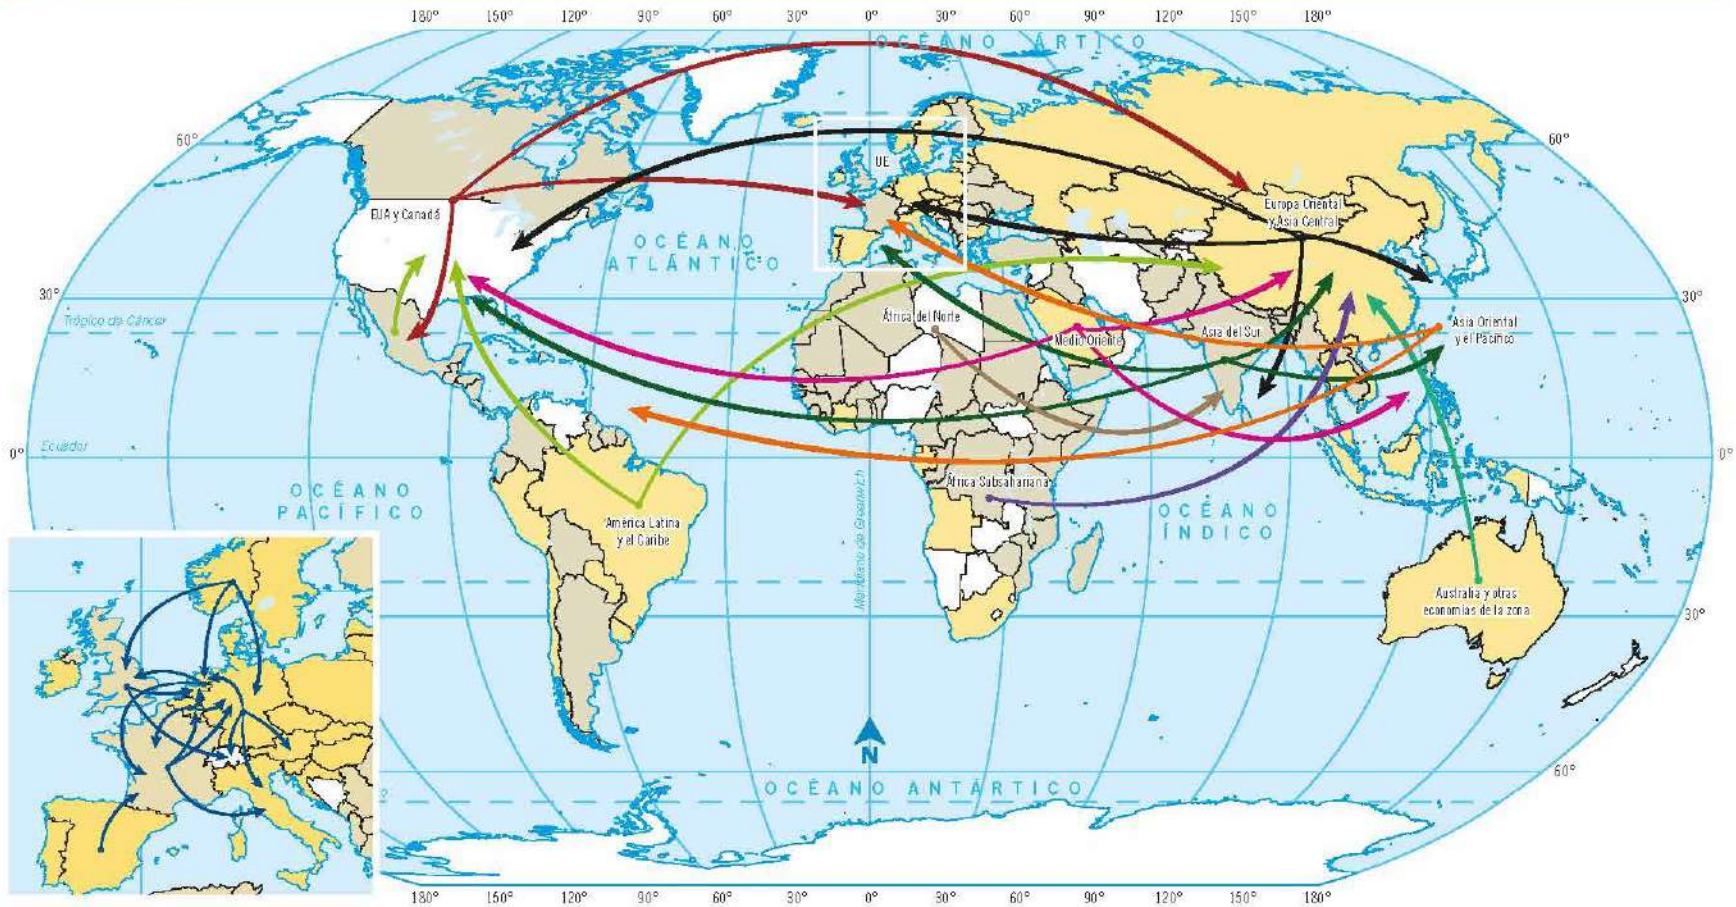 180° 150° 120° 90° 60° 30° 0° 30° 60° 90° 120° 150° 180°
OCÉANO ÁRTICO
60°
60°
UE
EUA y Canadá
Europa Oriental
y Asia Central
OCÉANO
ATLÁNTICO
30°
30°
Trópico de Cáncer
África del Norte
Medio Oriente
Asia del Sur
Asia Oriental
y el Pacífico
Ecuador
0°
0°
África Subsahariana
OCÉANO
PACÍFICO
Meridiano de Greenwich
OCÉANO
ÍNDICO
América Latina
y el Caribe
Australia y otras
economías de la zona
30°
N
60°
OCÉANO ANTÁRTICO
180° 150° 120° 90° 60° 30° 0° 30° 60° 90° 120° 150° 180°